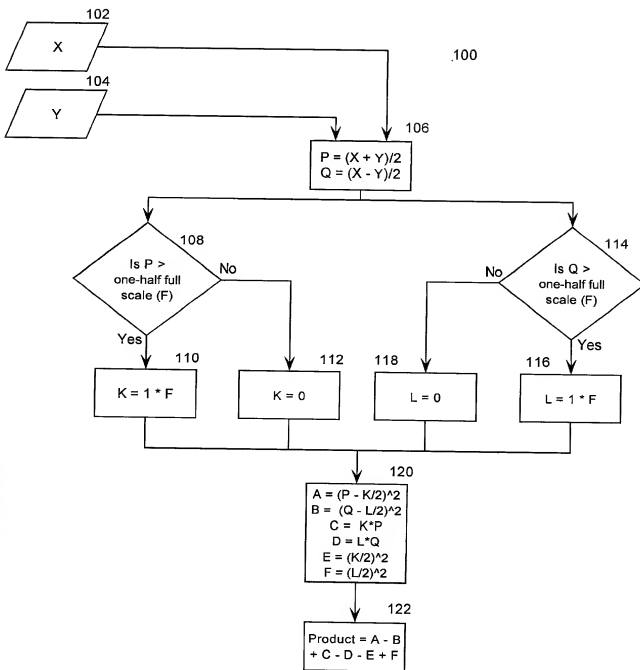 102
X
.100
104
Y
106
P = (X + Y)/2
Q = (X - Y)/2
108
Is P >
one-half full
scale (F)
No
Yes
114
Is Q >
one-half full
scale (F)
No
Yes
110
K = 1 * F
112
K = 0
118
L = 0
116
L = 1 * F
120
A = (P - K/2)^2
B = (Q - L/2)^2
C = K*P
D = L*Q
E = (K/2)^2
F = (L/2)^2
122
Product = A - B
+ C - D - E + F